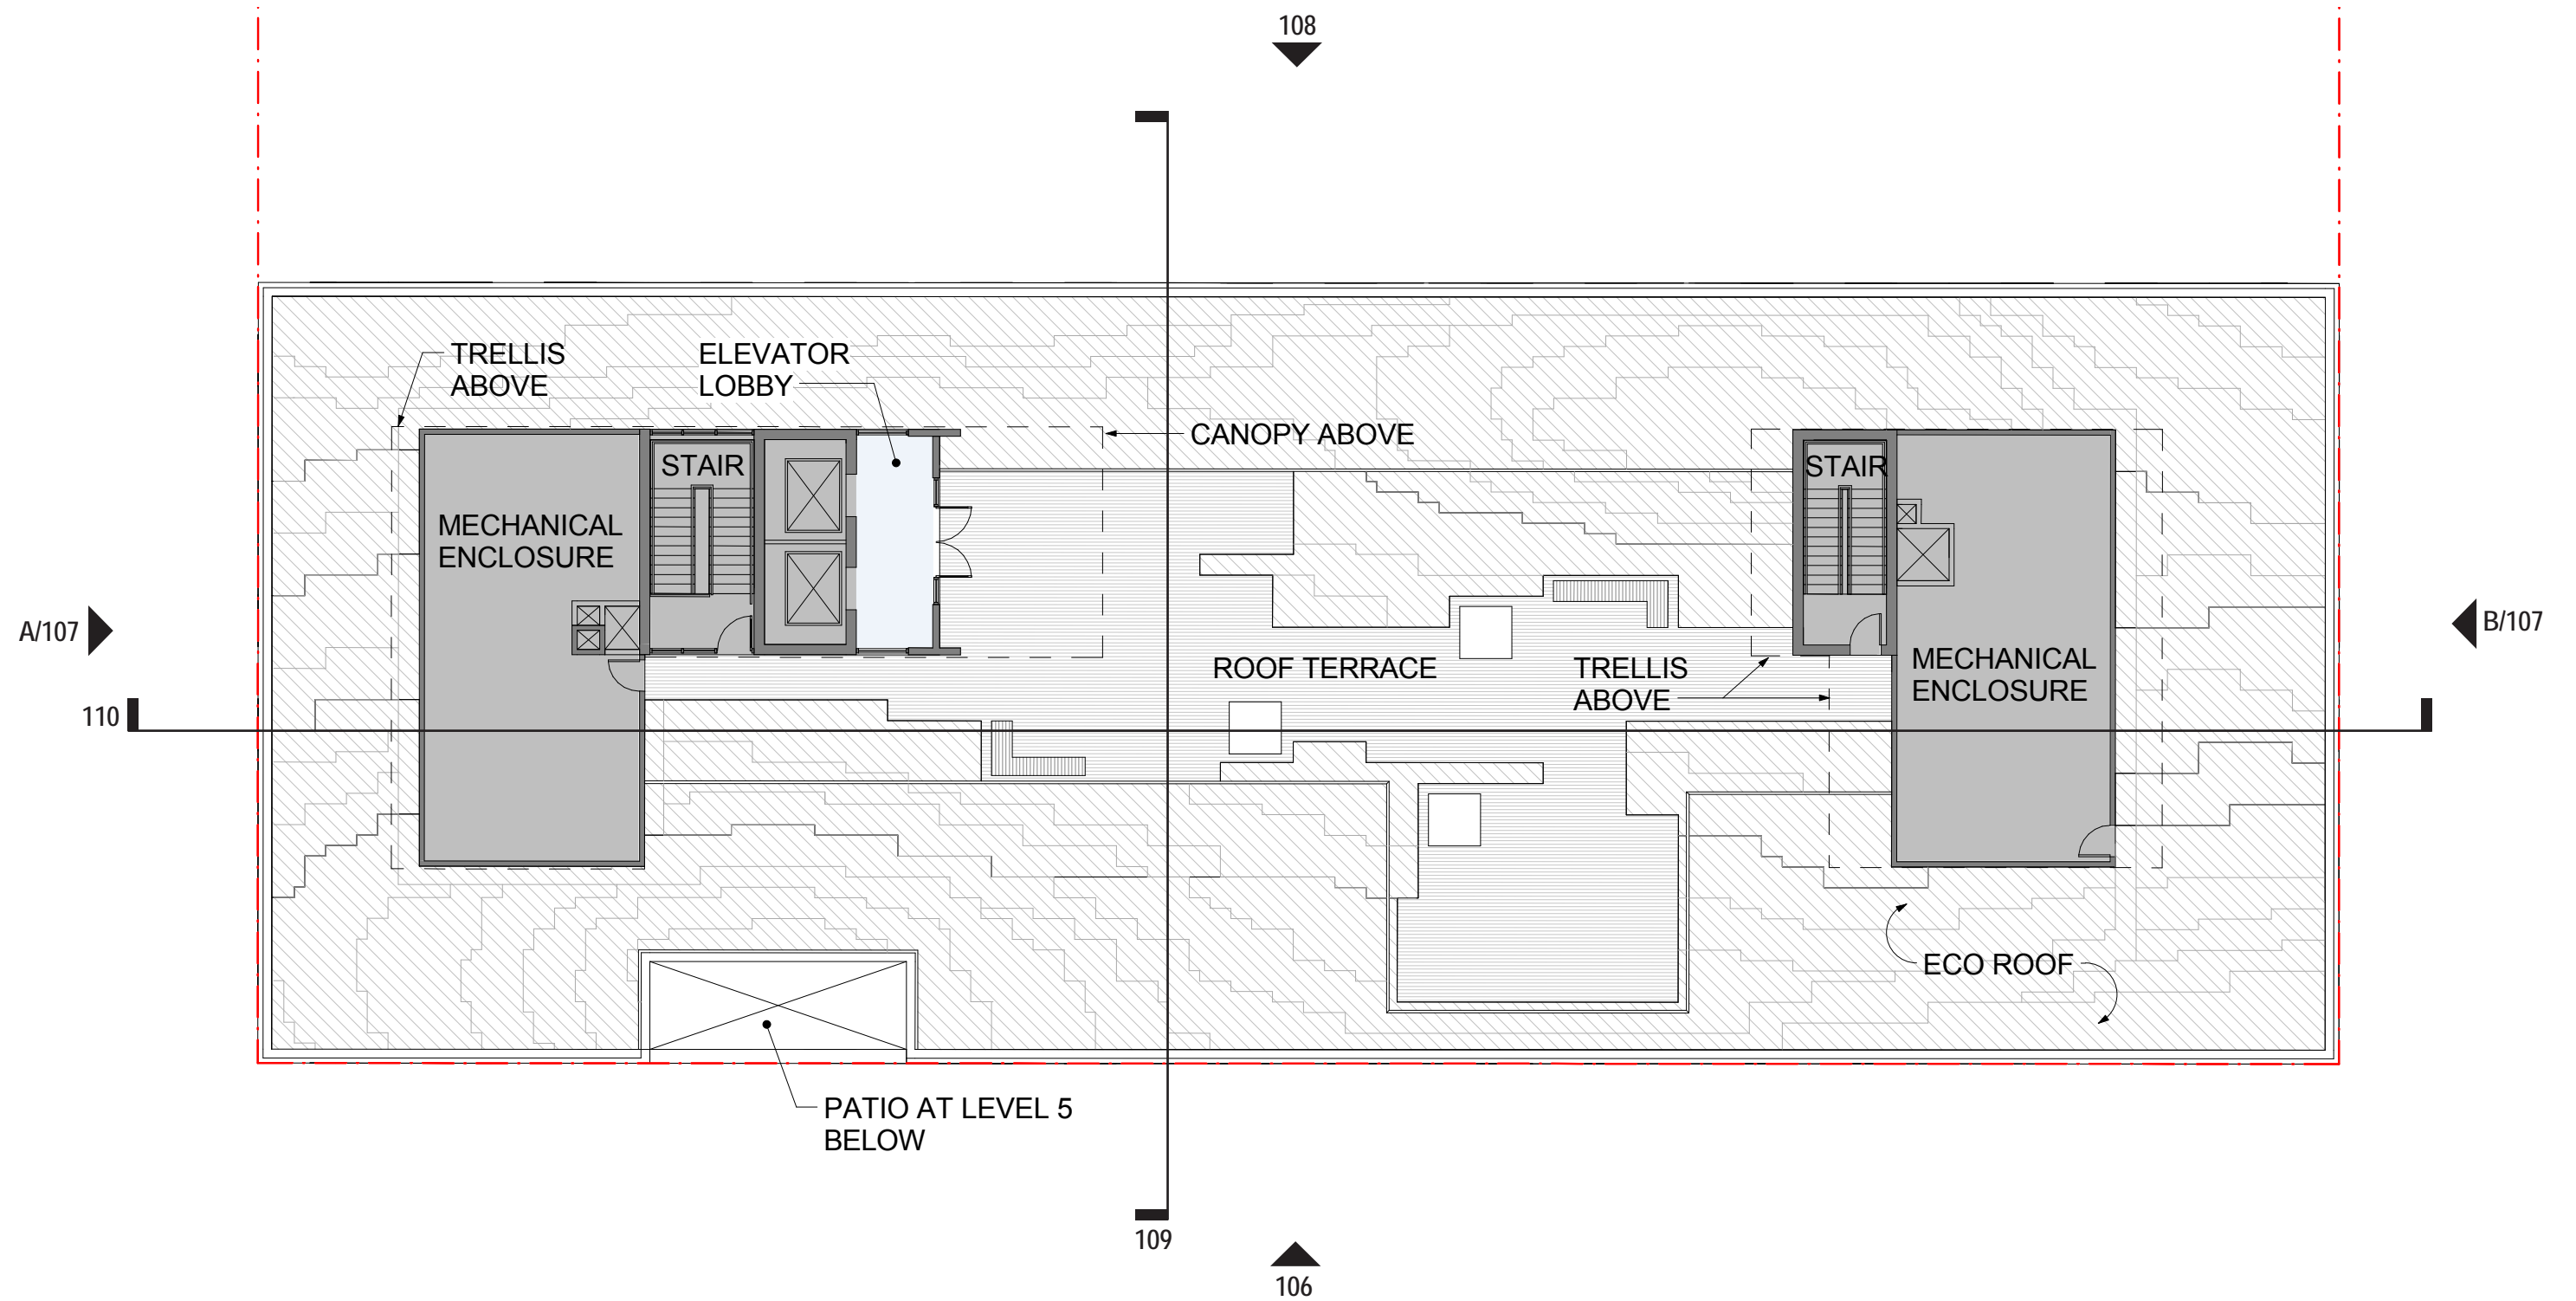 108
TRELLIS
ABOVE
ELEVATOR
LOBBY
CANOPY ABOVE
STAIR
STAIR
MECHANICAL
ENCLOSURE
A/107
B/107
ROOF TERRACE
TRELLIS
ABOVE
MECHANICAL
ENCLOSURE
110
ECO ROOF
PATIO AT LEVEL 5
BELOW
109
106